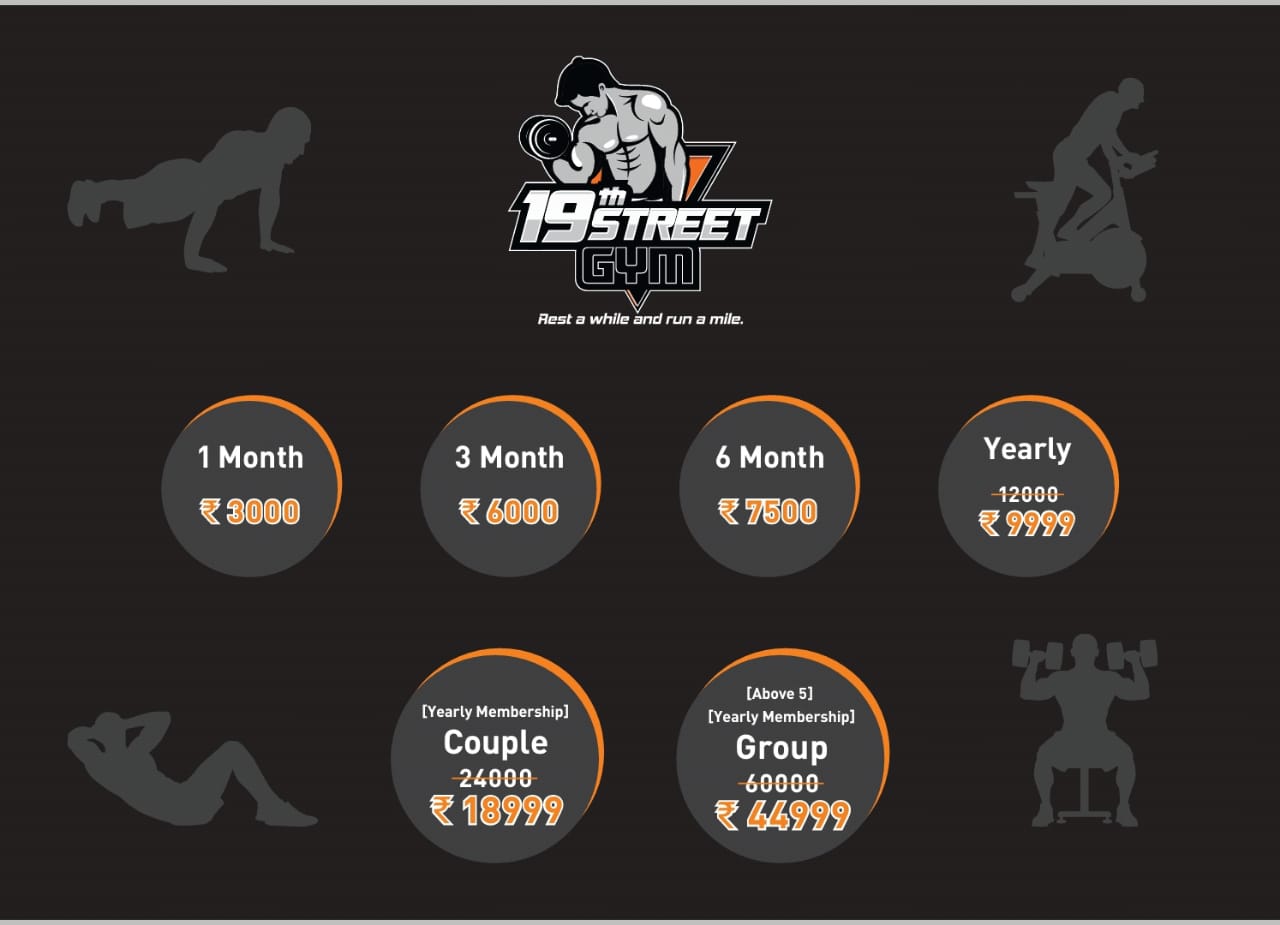 19th STREET
GYM
Rest a while and run a mile.
1 Month
₹ 3000
3 Month
₹ 6000
6 Month
₹ 7500
Yearly
12000
₹ 9999
[Yearly Membership]
Couple
24000
₹ 18999
[Above 5]
[Yearly Membership]
Group
60000
₹ 44999